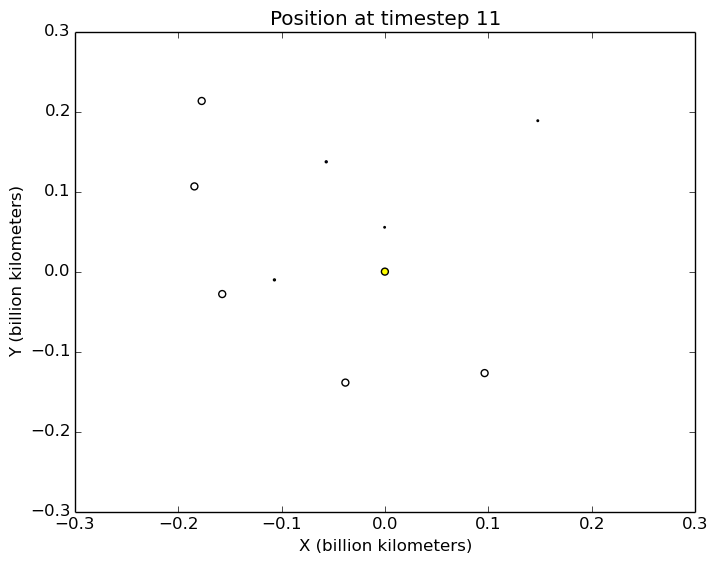 Position at timestep 11
0.3
0.2
0.1
0.0
−0.1
−0.2
−0.3
Y (billion kilometers)
−0.3 −0.2 −0.1 0.0 0.1 0.2 0.3
X (billion kilometers)